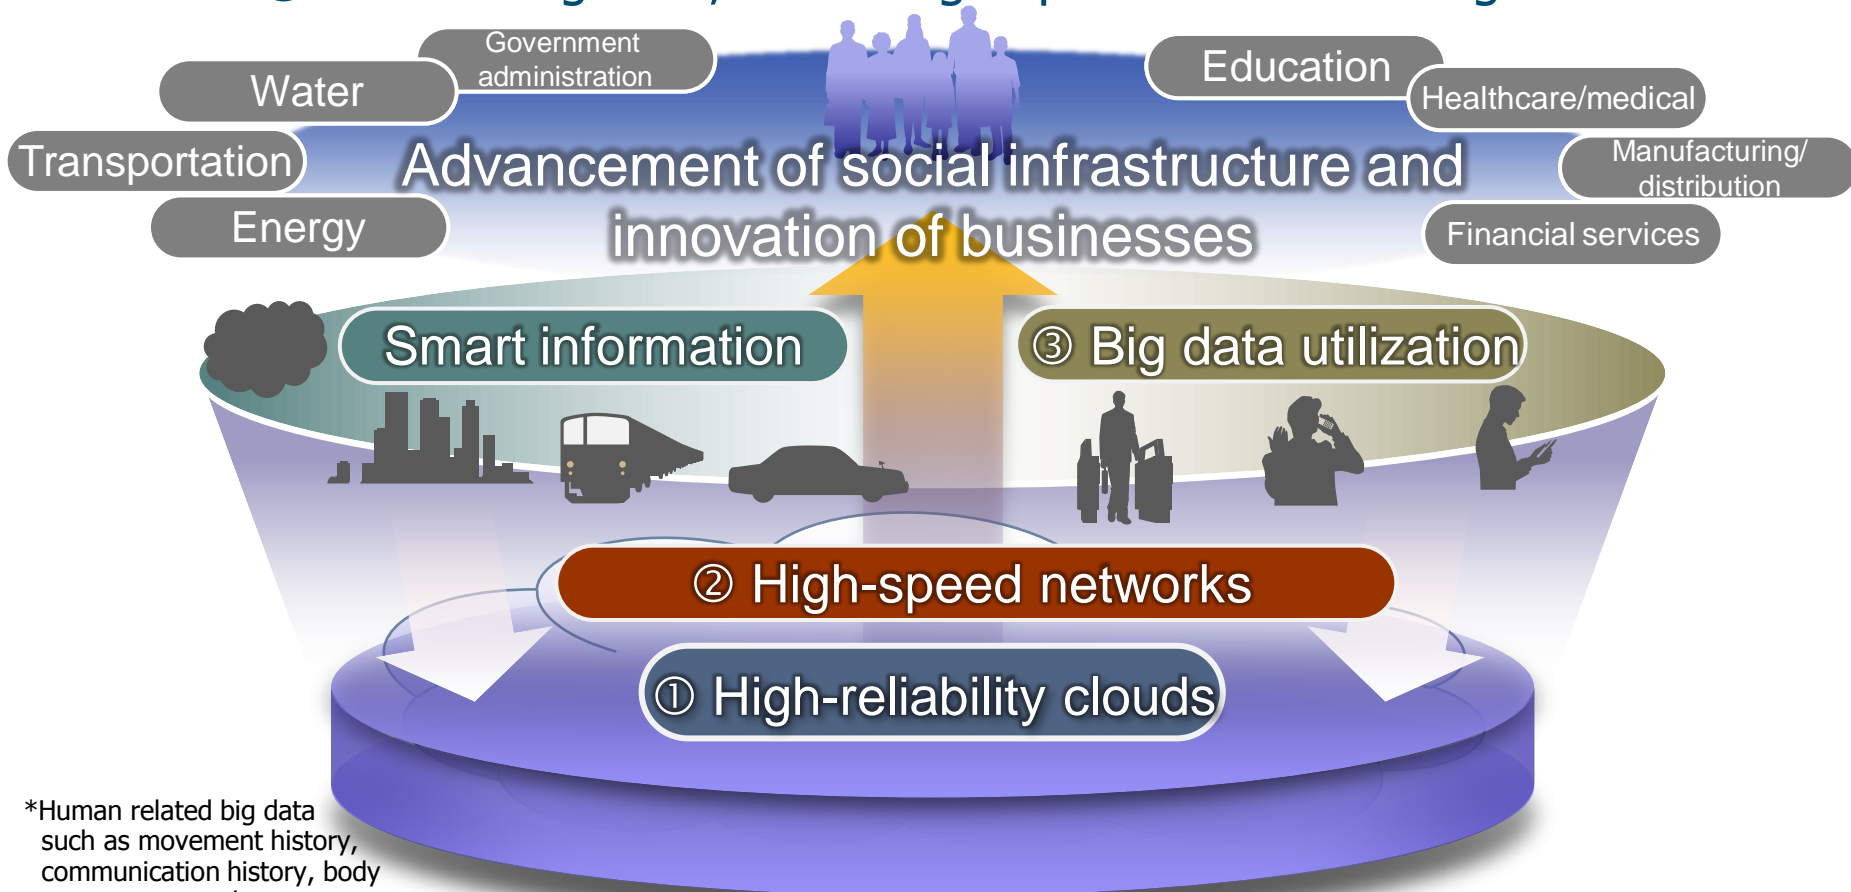 Government
administration
Water
Transportation
Energy
Education
Healthcare/medical
Manufacturing/
distribution
Financial services
Advancement of social infrastructure and
innovation of businesses
Smart information
③ Big data utilization
② High-speed networks
① High-reliability clouds
*Human related big data
such as movement history,
communication history, body